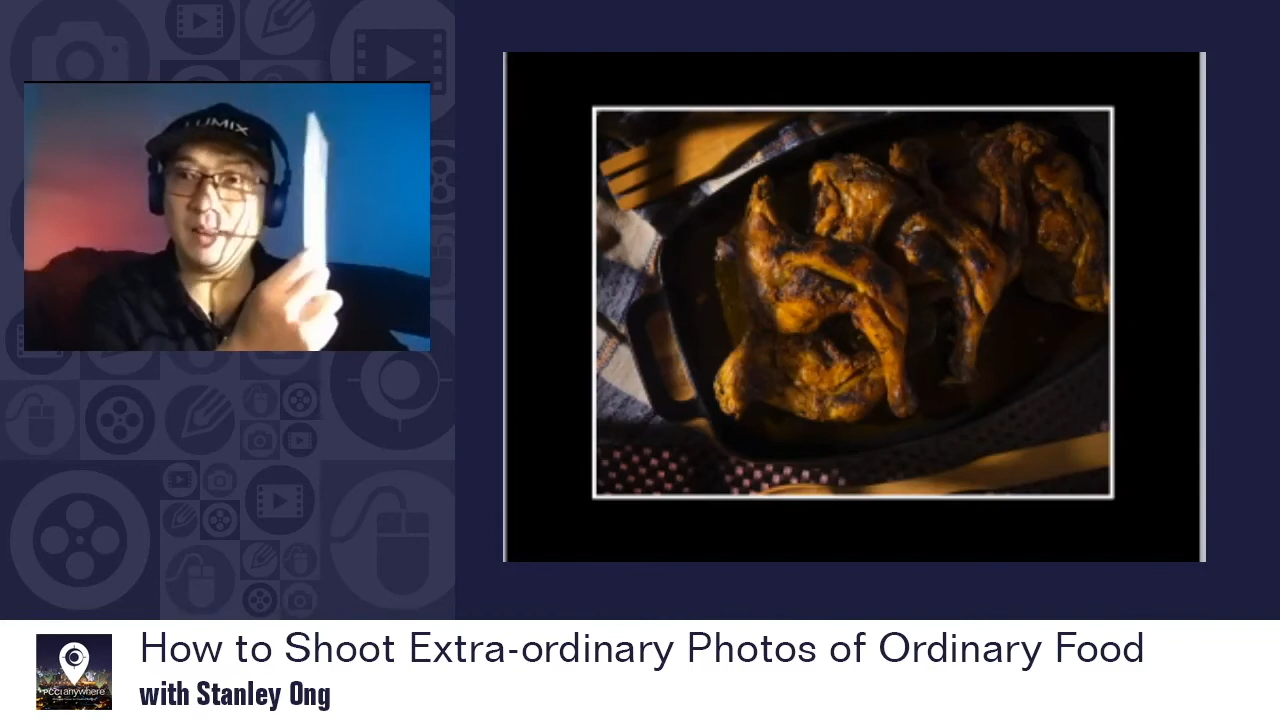 LUMIX
How to Shoot Extra-ordinary Photos of Ordinary Food
PCCI anywhere
with Stanley Ong